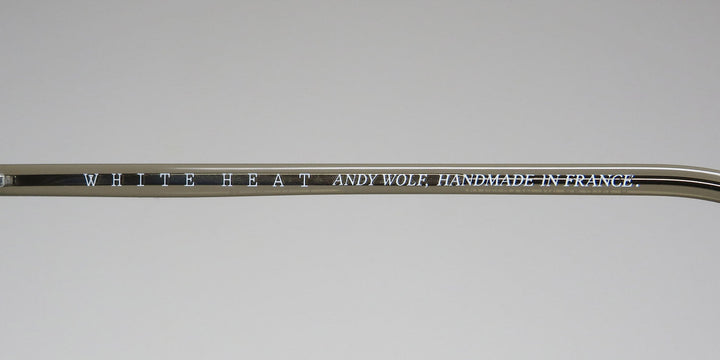 WHITE HEAT ANDY WOLF. HANDMADE IN FRANCE.